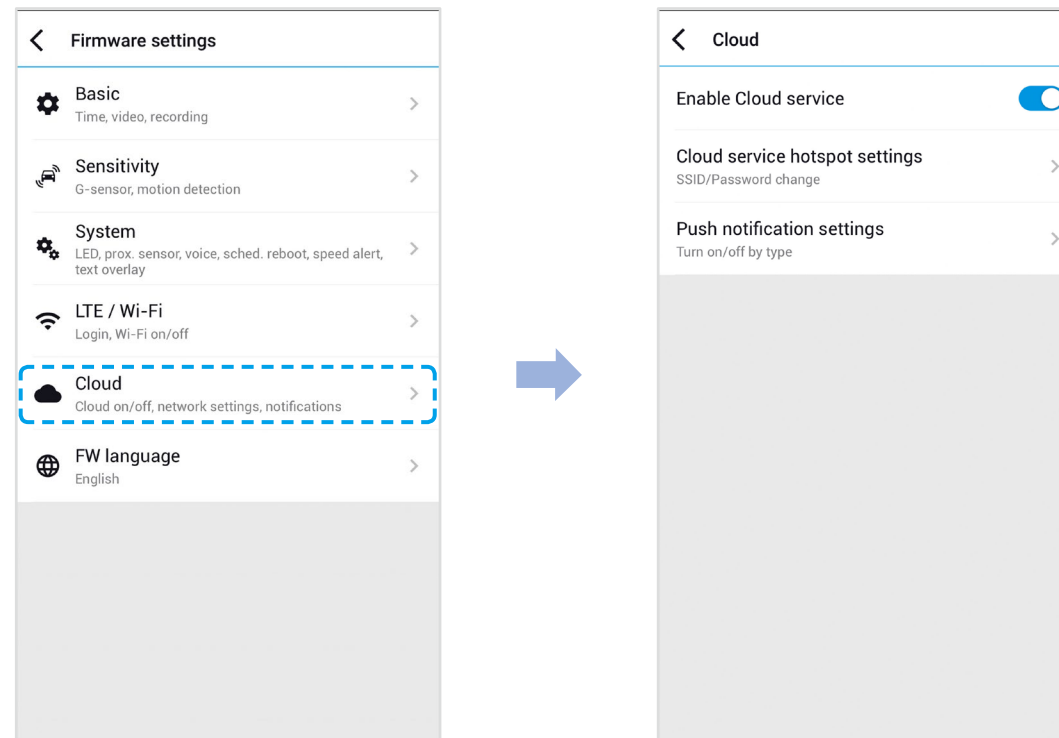 Firmware settings
Basic
Time, video, recording
Sensitivity
G-sensor, motion detection
System
LED, prox. sensor, voice, sched. reboot, speed alert,
text overlay
LTE / Wi-Fi
Login, Wi-Fi on/off
Cloud
Cloud on/off, network settings, notifications
FW language
English
Cloud
Enable Cloud service
Cloud service hotspot settings
SSID/Password change
Push notification settings
Turn on/off by type